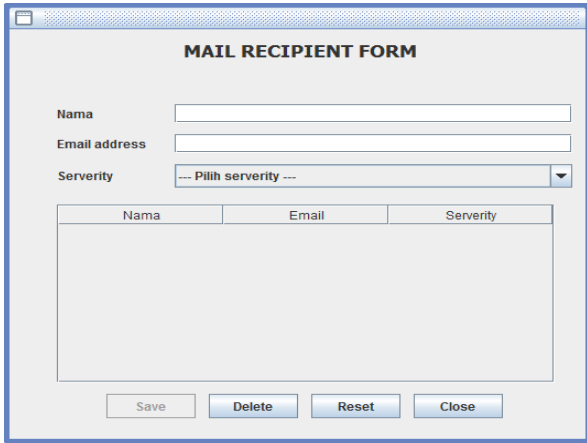 MAIL RECIPIENT FORM
Nama
Email address
Serverity --- Pilih serverity ---
Nama Email Serverity
Save Delete Reset Close